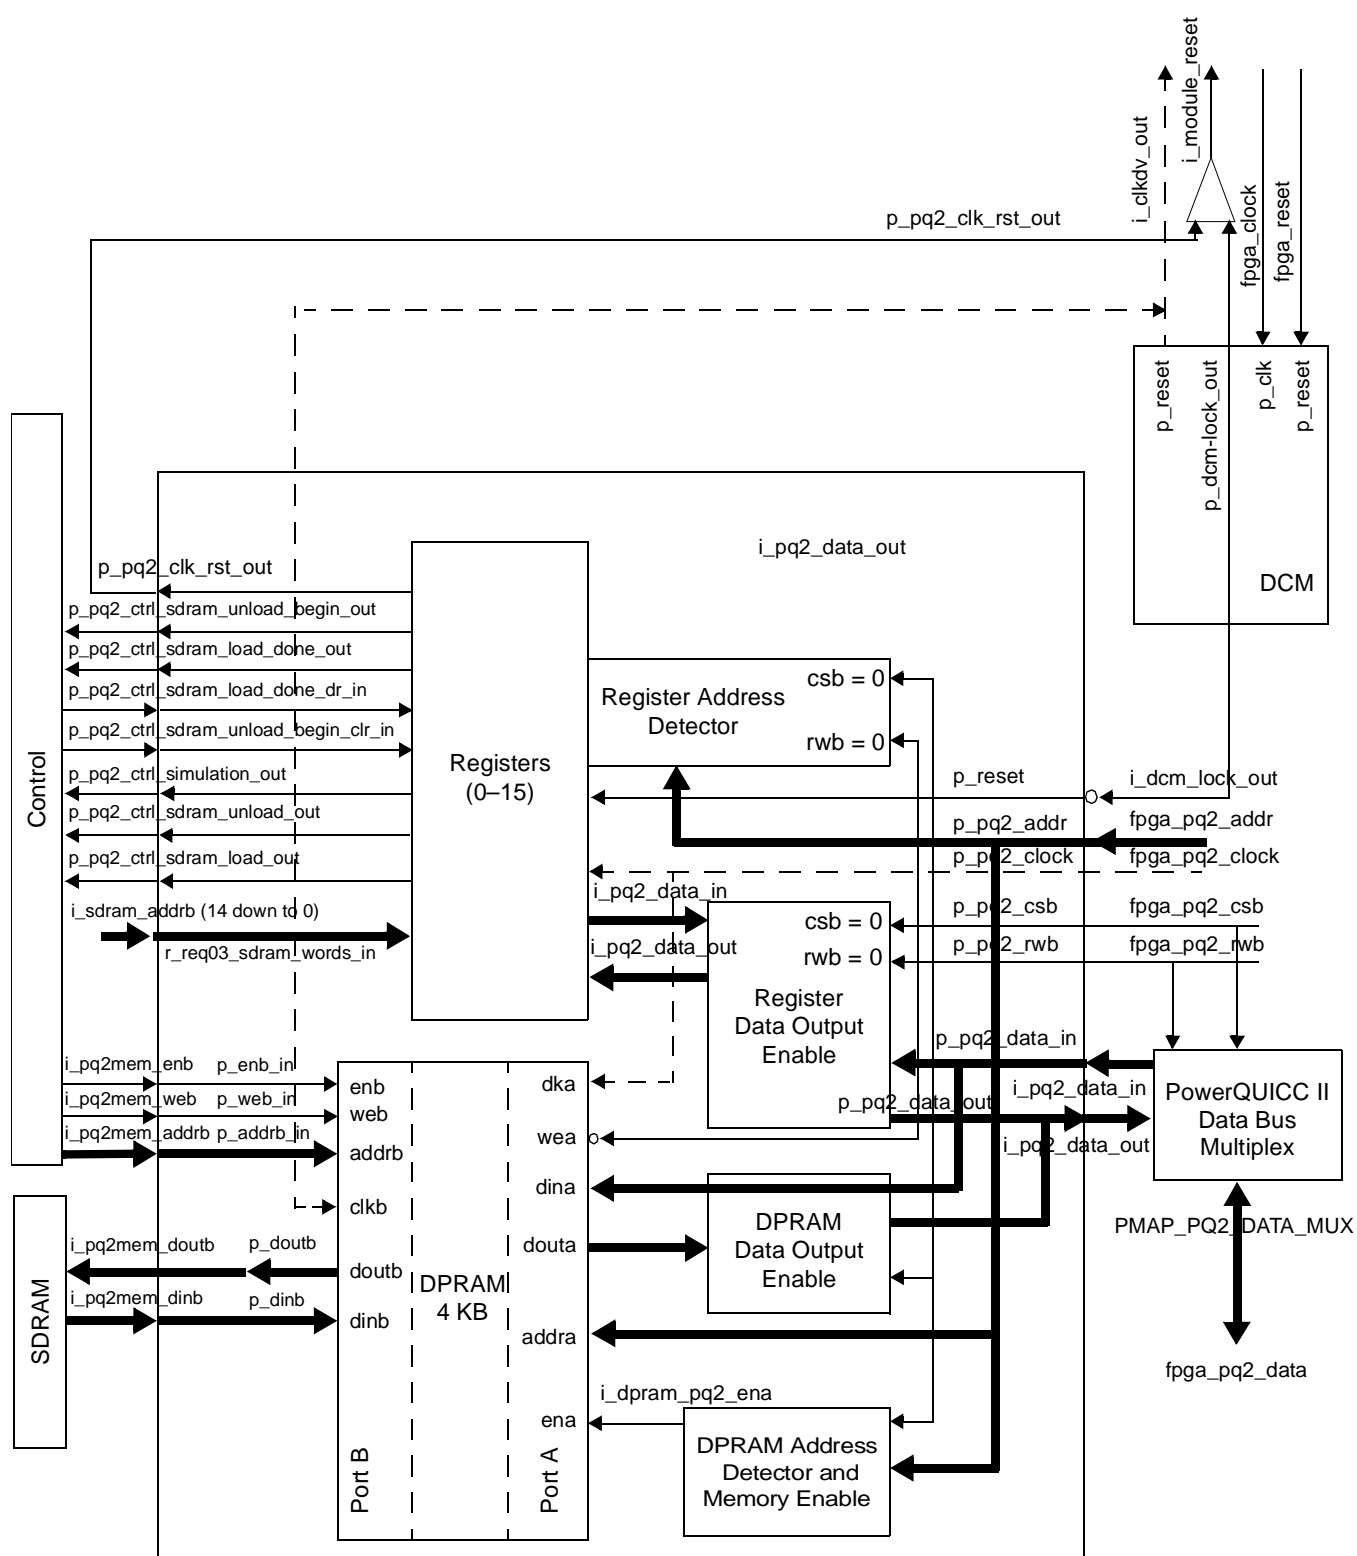 i_clkdv_out
i_module_reset
fpga_clock
fpga_reset
p_pq2_clk_rst_out
p_reset
p_dcm-lock_out
p_clk
p_reset
DCM
i_pq2_data_out
p_pq2_clk_rst_out
p_pq2_ctrl_sdram_unload_begin_out
p_pq2_ctrl_sdram_load_done_out
p_pq2_ctrl_sdram_load_done_dr_in
p_pq2_ctrl_sdram_unload_begin_clr_in
p_pq2_ctrl_simulation_out
p_pq2_ctrl_sdram_unload_out
p_pq2_ctrl_sdram_load_out
i_sdram_addrb (14 down to 0)
r_req03_sdram_words_in
Control
Registers
(0–15)
Register Address
Detector
csb = 0
rwb = 0
p_reset
i_dcm_lock_out
p_pq2_addr
fpga_pq2_addr
p_pq2_clock
fpga_pq2_clock
i_pq2_data_in
i_pq2_data_out
csb = 0
rwb = 0
Register
Data Output
Enable
p_pq2_csb
fpga_pq2_csb
p_pq2_rwb
fpga_pq2_rwb
p_pq2_data_in
i_pq2_data_in
p_pq2_data_out
i_pq2_data_out
PowerQUICC II
Data Bus
Multiplex
PMAP_PQ2_DATA_MUX
fpga_pq2_data
i_pq2mem_enb
p_enb_in
i_pq2mem_web
p_web_in
i_pq2mem_addrb
p_addrb_in
enb
web
addrb
clkb
doutb
dinb
i_pq2mem_doutb
p_doutb
i_pq2mem_dinb
p_dinb
SDRAM
DPRAM
4 KB
Port B
Port A
dka
wea
dina
douta
addra
ena
DPRAM
Data Output
Enable
i_dpram_pq2_ena
DPRAM Address
Detector and
Memory Enable